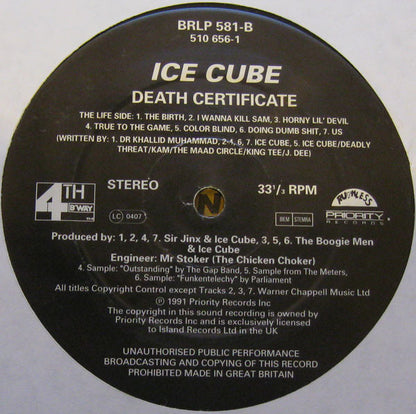 BRLP 581-B
510 656-1
ICE CUBE
DEATH CERTIFICATE
THE LIFE SIDE: 1. THE BIRTH, 2. I WANNA KILL SAM, 3. HORNY LIL' DEVIL
4. TRUE TO THE GAME, 5. COLOR BLIND, 6. DOING DUMB SHIT, 7. US
(WRITTEN BY: 1. DR KHALLID MUHAMMAD, 2-4, 6, 7. ICE CUBE, 5. ICE CUBE/DEADLY
THREAT/KAM/THE MAAD CIRCLE/KING TEE/J. DEE)
4TH
B'WAY
STEREO
33 1/3 RPM
RUTHLESS
LC 0407
BIEM STEMRA
PRIORITY
RECORDS
Produced by: 1, 2, 4, 7. Sir Jinx & Ice Cube, 3, 5, 6. The Boogie Men
& Ice Cube
Engineer: Mr Stoker (The Chicken Choker)
4. Sample: "Outstanding" by The Gap Band, 5. Sample from The Meters,
6. Sample: "Funkentelechy" by Parliament
All titles Copyright Control except Tracks 2, 3, 7. Warner Chappell Music Ltd
℗ 1991 Priority Records Inc
The copyright in this sound recording is owned by
Priority Records Inc and is exclusively licensed
to Island Records Ltd in the UK
UNAUTHORISED PUBLIC PERFORMANCE
BROADCASTING AND COPYING OF THIS RECORD
PROHIBITED MADE IN GREAT BRITAIN